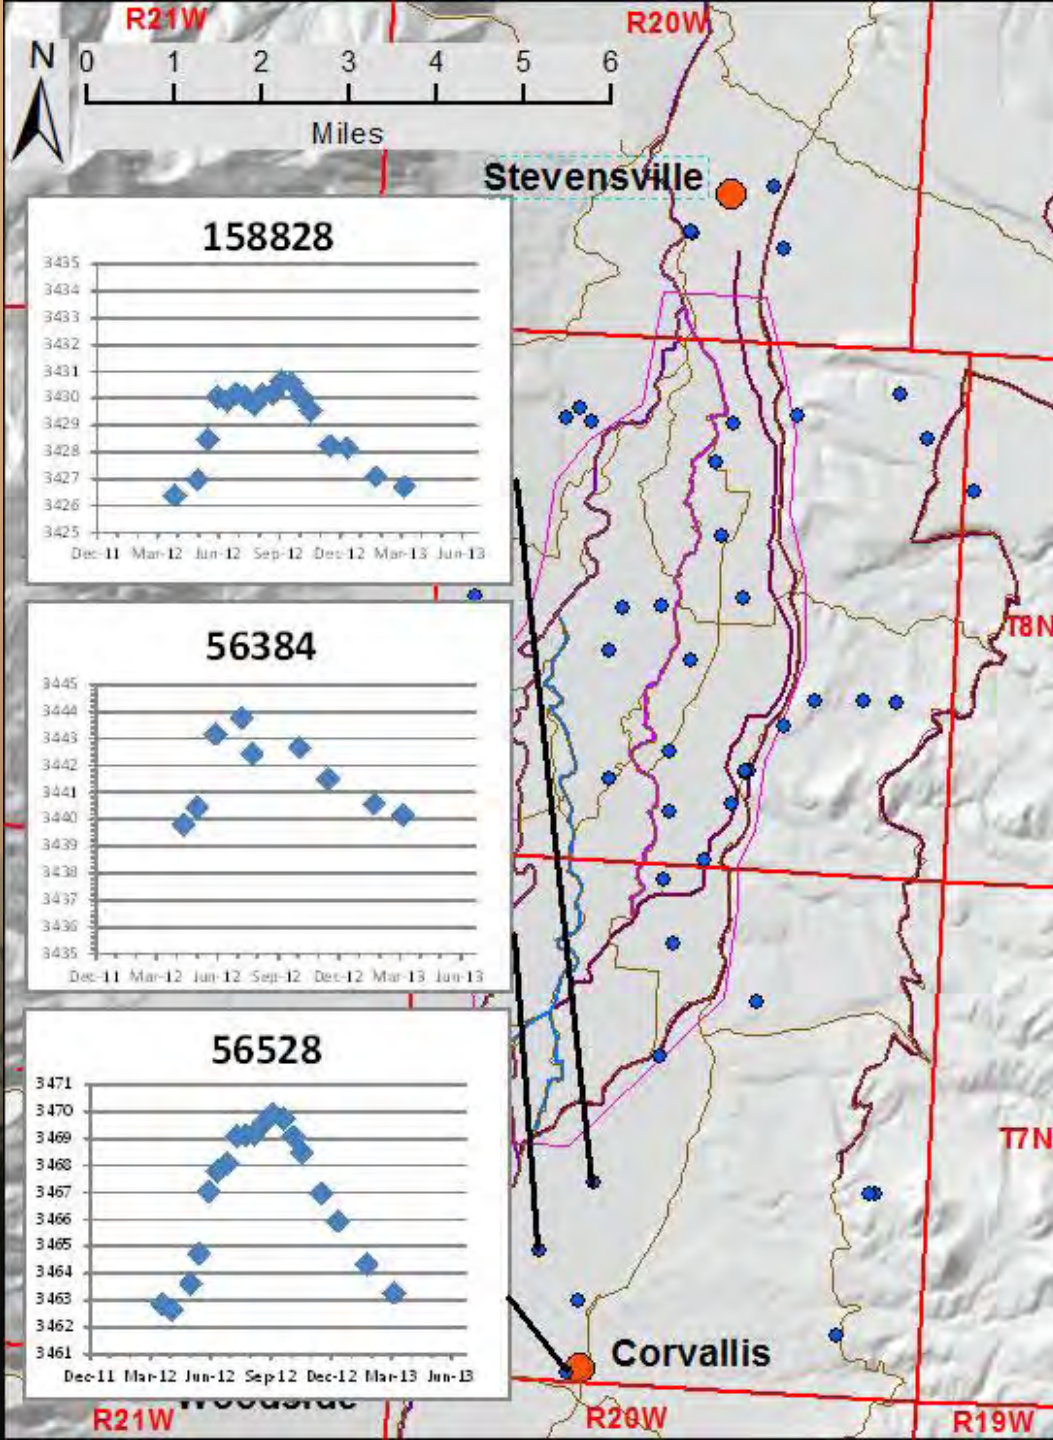 R21W
R20W
N
0 1 2 3 4 5 6
Miles
Stevensville
158828
3435
3434
3433
3432
3431
3430
3429
3428
3427
3426
3425
Dec-11 Mar-12 Jun-12 Sep-12 Dec-12 Mar-13 Jun-13
T8N
56384
3445
3444
3443
3442
3441
3440
3439
3438
3437
3436
3435
Dec-11 Mar-12 Jun-12 Sep-12 Dec-12 Mar-13 Jun-13
56528
3471
3470
3469
3468
3467
3466
3465
3464
3463
3462
3461
Dec-11 Mar-12 Jun-12 Sep-12 Dec-12 Mar-13 Jun-13
T7N
Corvallis
Woodside
R21W
R20W
R19W